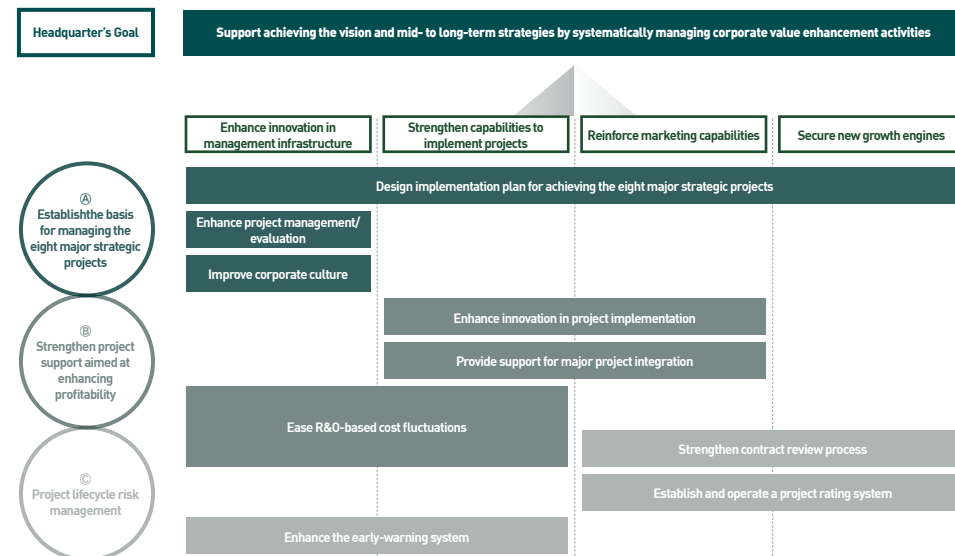 Headquarter's Goal
Support achieving the vision and mid- to long-term strategies by systematically managing corporate value enhancement activities
Enhance innovation in
management infrastructure
Strengthen capabilities to
implement projects
Reinforce marketing capabilities
Secure new growth engines
Ⓐ
Establishthe basis
for managing the
eight major strategic
projects
Design implementation plan for achieving the eight major strategic projects
Enhance project management/
evaluation
Improve corporate culture
Ⓑ
Strengthen project
support aimed at
enhancing
profitability
Enhance innovation in project implementation
Provide support for major project integration
Ease R&O-based cost fluctuations
Ⓒ
Project lifecycle risk
management
Strengthen contract review process
Establish and operate a project rating system
Enhance the early-warning system